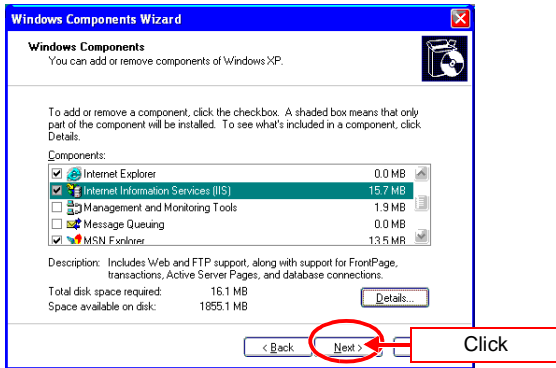 Windows Components Wizard
Windows Components
You can add or remove components of Windows XP.
To add or remove a component, click the checkbox. A shaded box means that only
part of the component will be installed. To see what's included in a component, click
Details.
Components:
Internet Explorer 0.0 MB
Internet Information Services (IIS) 15.7 MB
Management and Monitoring Tools 1.9 MB
Message Queuing 0.0 MB
MSN Explorer 13.5 MB
Description: Includes Web and FTP support, along with support for FrontPage,
transactions, Active Server Pages, and database connections.
Total disk space required: 16.1 MB
Space available on disk: 1855.1 MB
Details...
< Back Next > Click